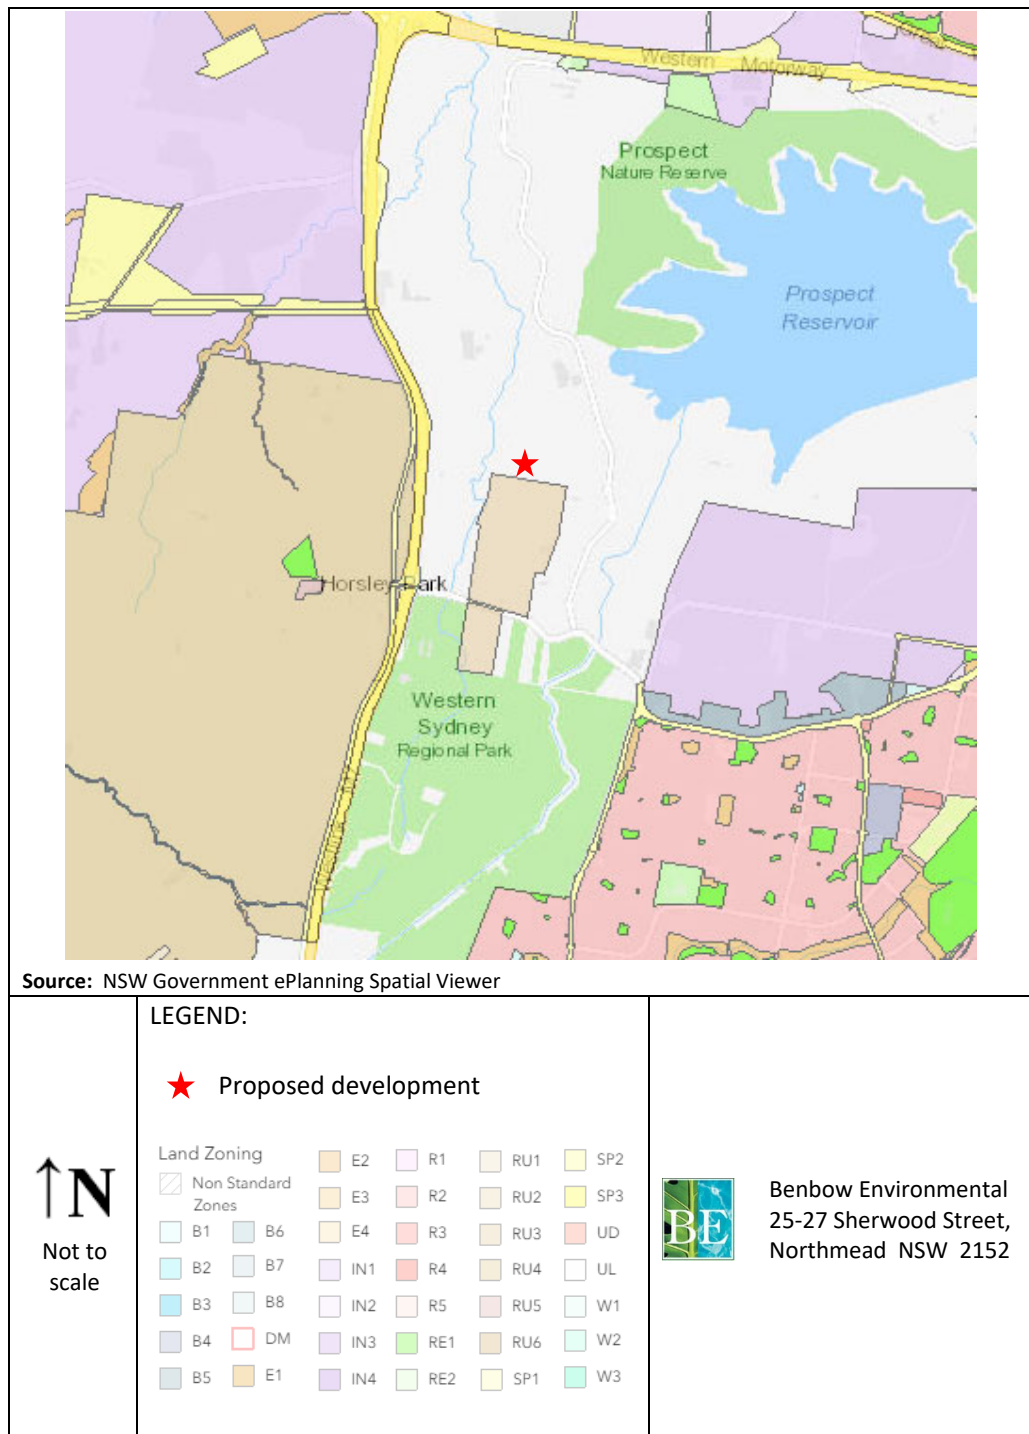 Western Motorway
Great
Prospect
Nature Reserve
Prospect
Reservoir
Horsley Park
Western
Sydney
Regional Park
Source: NSW Government ePlanning Spatial Viewer
↑N
Not to
scale
LEGEND:
Proposed development
Land Zoning
Non Standard
Zones
B1
B2
B3
B4
B5
B6
B7
B8
DM
E1
E2
E3
E4
IN1
IN2
IN3
IN4
R1
R2
R3
R4
R5
RE1
RE2
RU1
RU2
RU3
RU4
RU5
RU6
SP1
SP2
SP3
UD
UL
W1
W2
W3
BE
Benbow Environmental
25-27 Sherwood Street,
Northmead NSW 2152